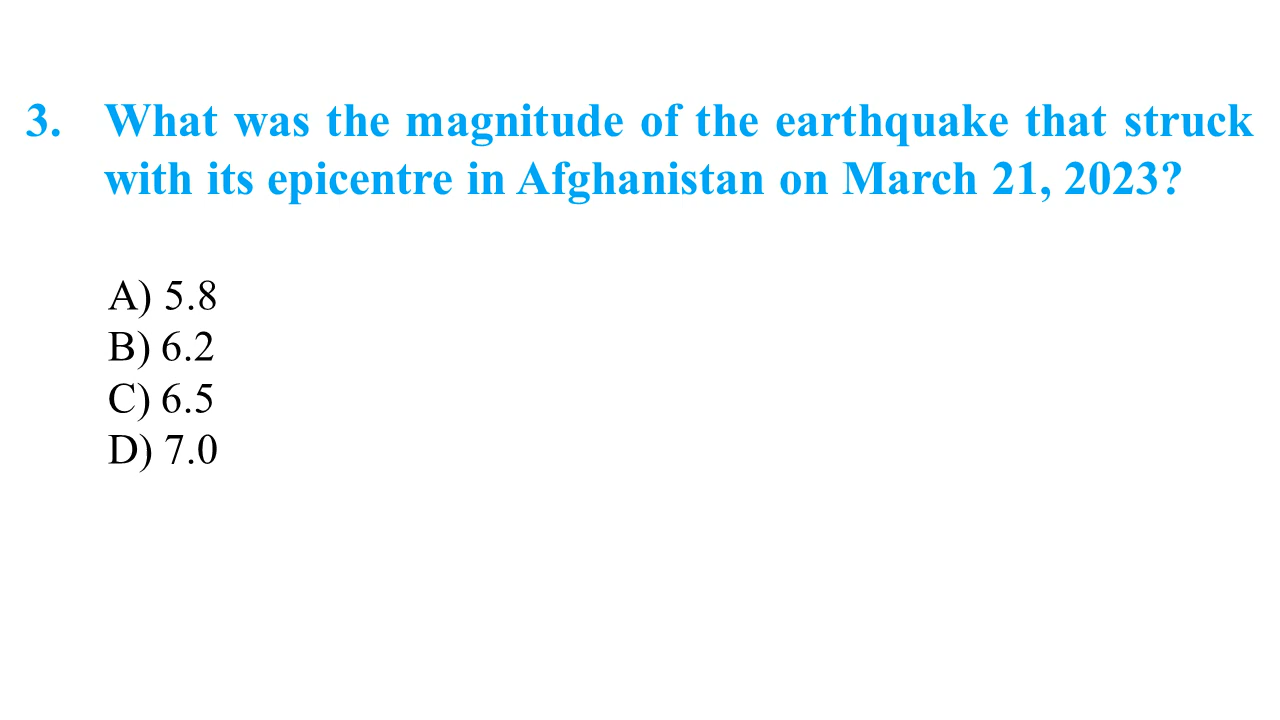 3. What was the magnitude of the earthquake that struck
with its epicentre in Afghanistan on March 21, 2023?
A) 5.8
B) 6.2
C) 6.5
D) 7.0